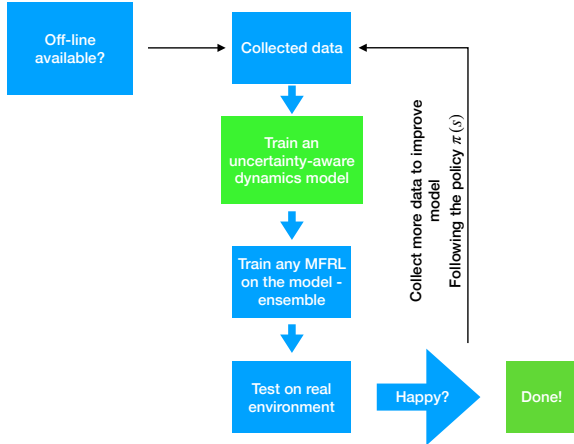 Off-line
available?
Collected data
Train an
uncertainty-aware
dynamics model
Train any MFRL
on the model -
ensemble
Test on real
environment
Happy?
Done!
Collect more data to improve
model
Following the policy π(s)